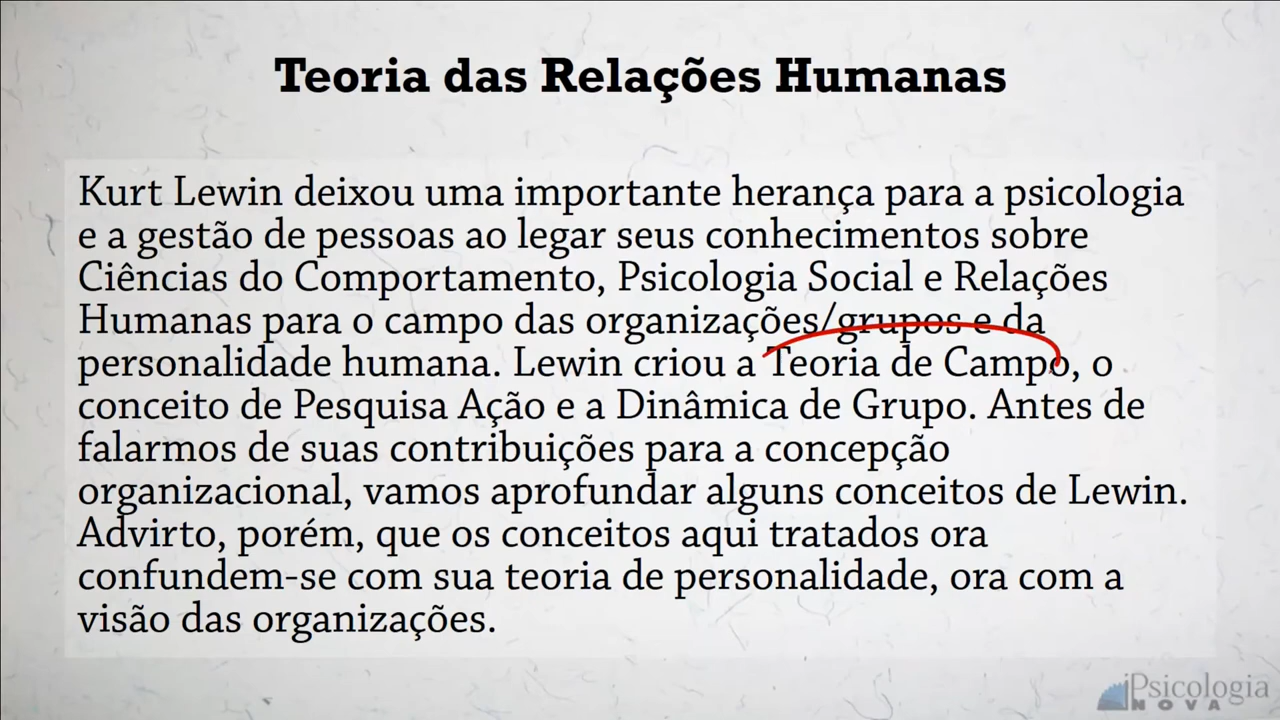 Teoria das Relações Humanas
Kurt Lewin deixou uma importante herança para a psicologia
e a gestão de pessoas ao legar seus conhecimentos sobre
Ciências do Comportamento, Psicologia Social e Relações
Humanas para o campo das organizações/grupos e da
personalidade humana. Lewin criou a Teoria de Campo, o
conceito de Pesquisa Ação e a Dinâmica de Grupo. Antes de
falarmos de suas contribuições para a concepção
organizacional, vamos aprofundar alguns conceitos de Lewin.
Advirto, porém, que os conceitos aqui tratados ora
confundem-se com sua teoria de personalidade, ora com a
visão das organizações.
Psicologia
NOVA